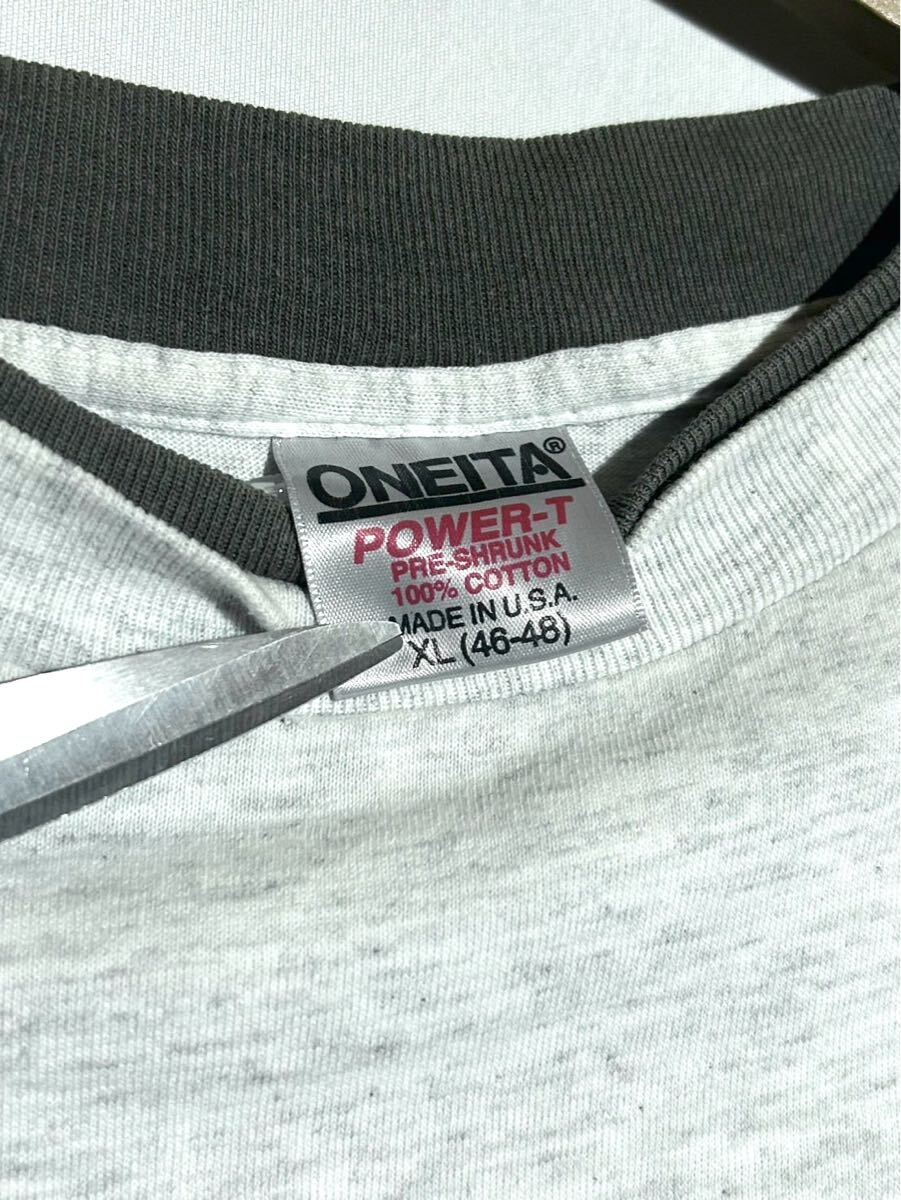 ONEITA®
POWER-T
PRE-SHRUNK
100% COTTON
MADE IN U.S.A.
XL (46-48)